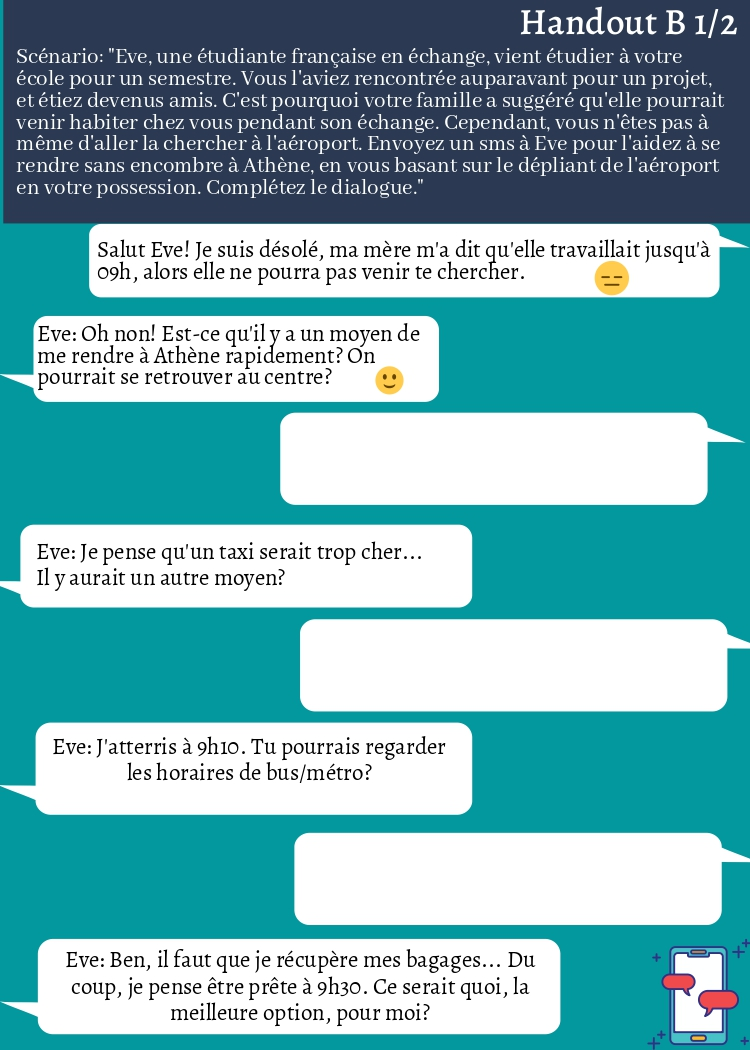 Handout B 1/2
Scénario: "Eve, une étudiante française en échange, vient étudier à votre
école pour un semestre. Vous l'aviez rencontrée auparavant pour un projet,
et étiez devenus amis. C'est pourquoi votre famille a suggéré qu'elle pourrait
venir habiter chez vous pendant son échange. Cependant, vous n'êtes pas à
même d'aller la chercher à l'aéroport. Envoyez un sms à Eve pour l'aidez à se
rendre sans encombre à Athène, en vous basant sur le dépliant de l'aéroport
en votre possession. Complétez le dialogue."
Salut Eve! Je suis désolé, ma mère m'a dit qu'elle travaillait jusqu'à
09h, alors elle ne pourra pas venir te chercher.
Eve: Oh non! Est-ce qu'il y a un moyen de
me rendre à Athène rapidement? On
pourrait se retrouver au centre?
Eve: Je pense qu'un taxi serait trop cher...
Il y aurait un autre moyen?
Eve: J'atterris à 9h10. Tu pourrais regarder
les horaires de bus/métro?
Eve: Ben, il faut que je récupère mes bagages... Du
coup, je pense être prête à 9h30. Ce serait quoi, la
meilleure option, pour moi?